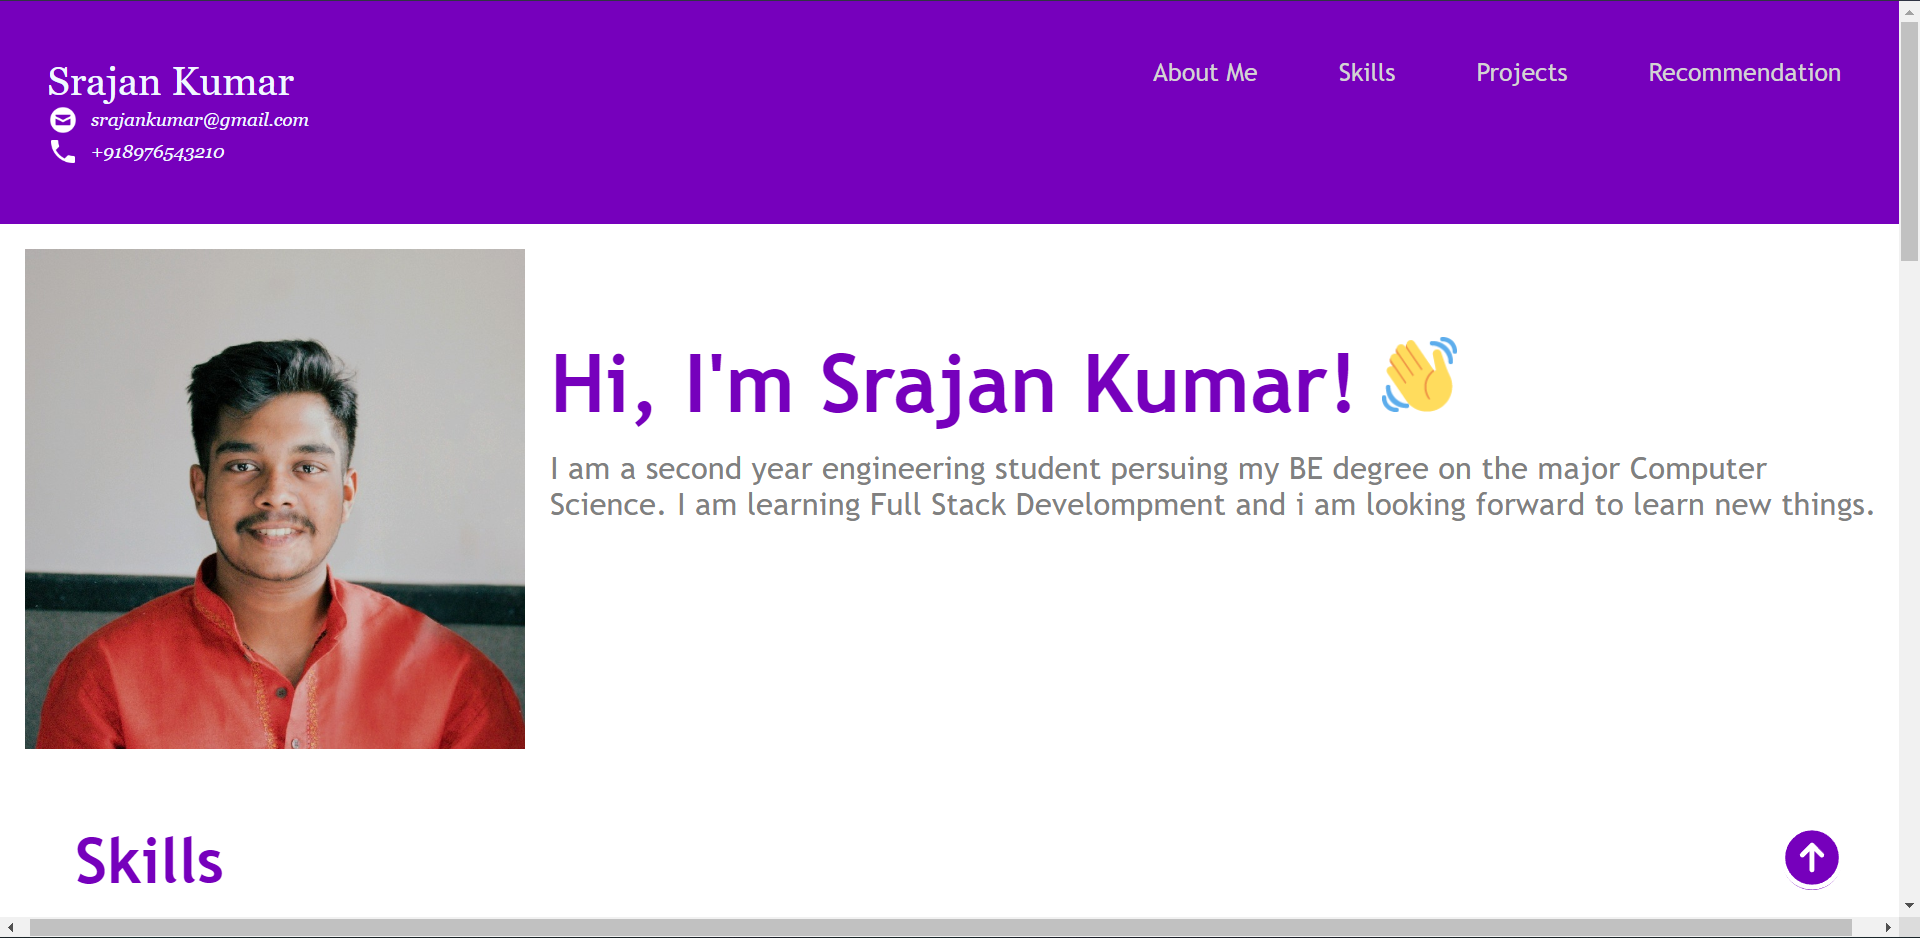 Srajan Kumar
srajankumar@gmail.com
+918976543210
About Me Skills Projects Recommendation
Hi, I'm Srajan Kumar! 👋
I am a second year engineering student persuing my BE degree on the major Computer
Science. I am learning Full Stack Develompment and i am looking forward to learn new things.
Skills